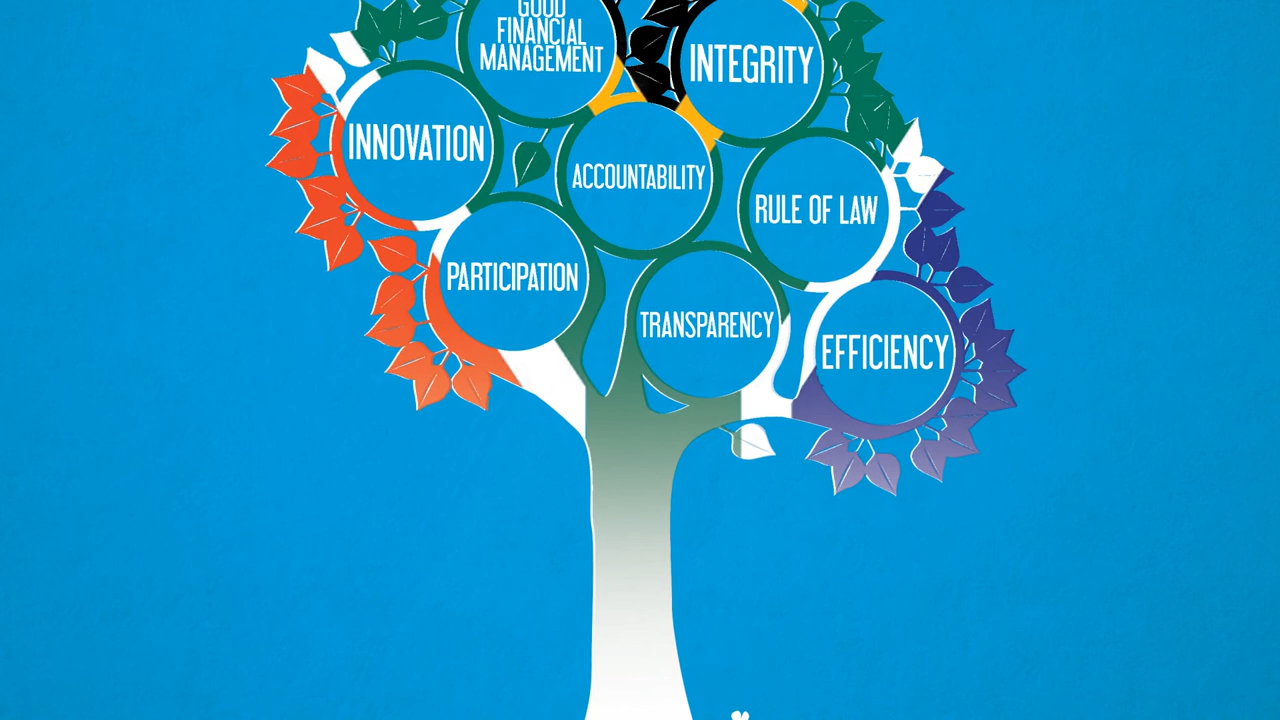 GOOD
FINANCIAL
MANAGEMENT
INTEGRITY
INNOVATION
ACCOUNTABILITY
RULE OF LAW
PARTICIPATION
TRANSPARENCY
EFFICIENCY